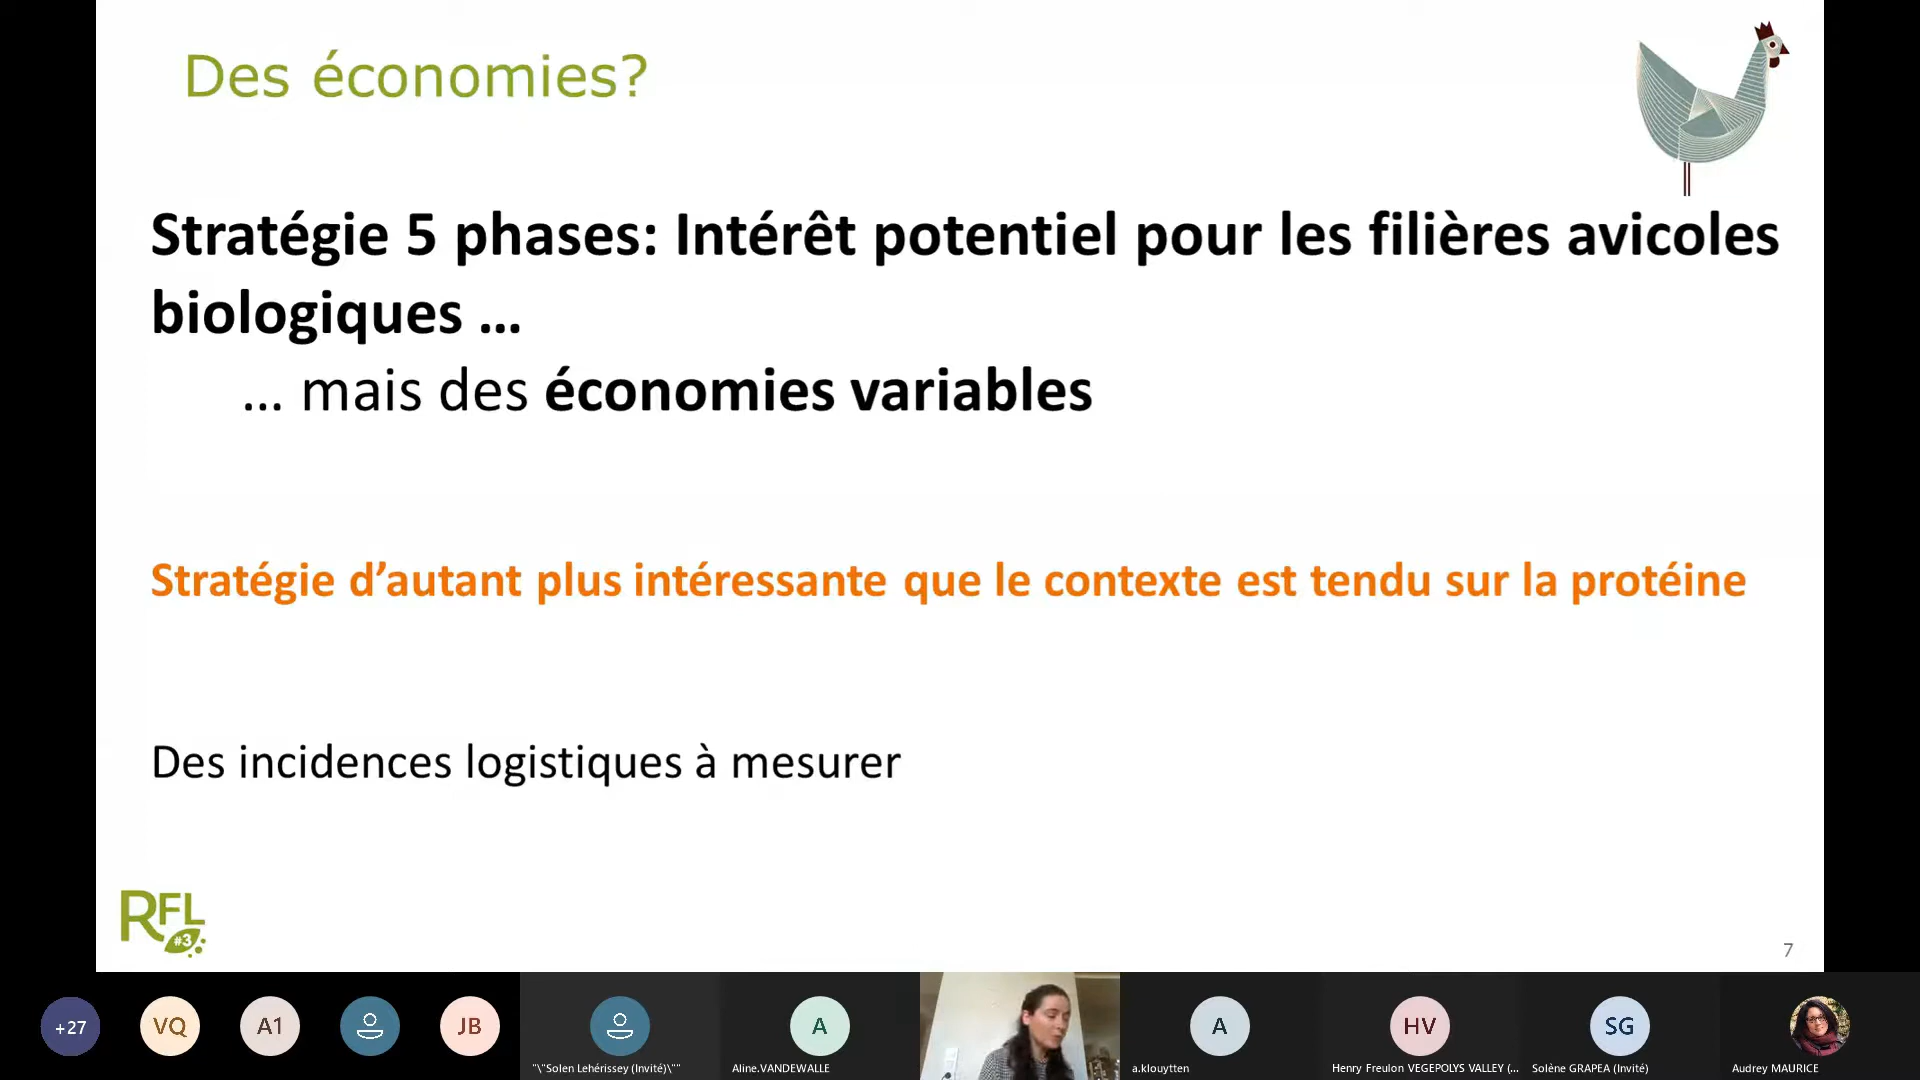 Des économies?
Stratégie 5 phases: Intérêt potentiel pour les filières avicoles
biologiques ...
... mais des économies variables
Stratégie d’autant plus intéressante que le contexte est tendu sur la protéine
Des incidences logistiques à mesurer
RFL
#3
7
+27
VQ
A1
JB
A
A
HV
SG
"\"Solen Lehérissey (Invité)\""
Aline.VANDEWALLE
a.klouytten
Henry Freulon VEGEPOLYS VALLEY (...
Solène GRAPEA (Invité)
Audrey MAURICE